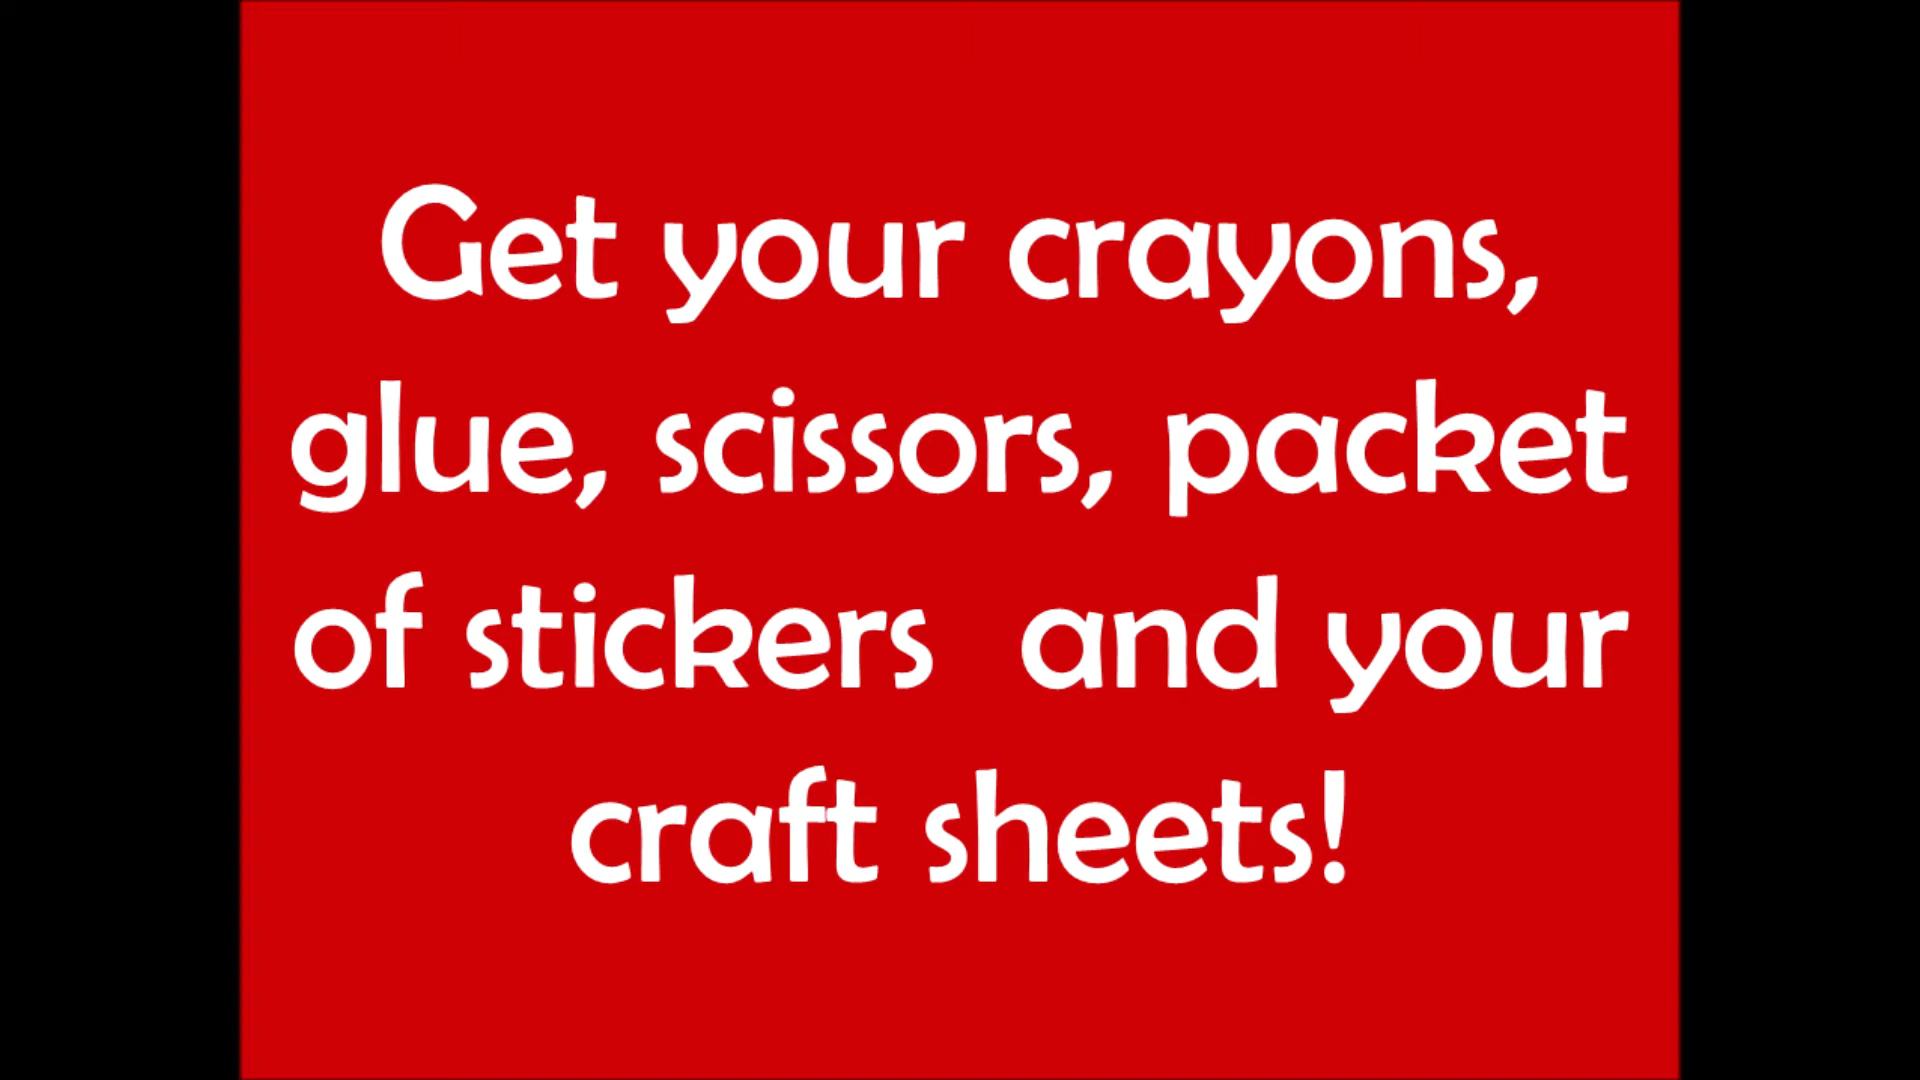 Get your crayons,
glue, scissors, packet
of stickers  and your
craft sheets!